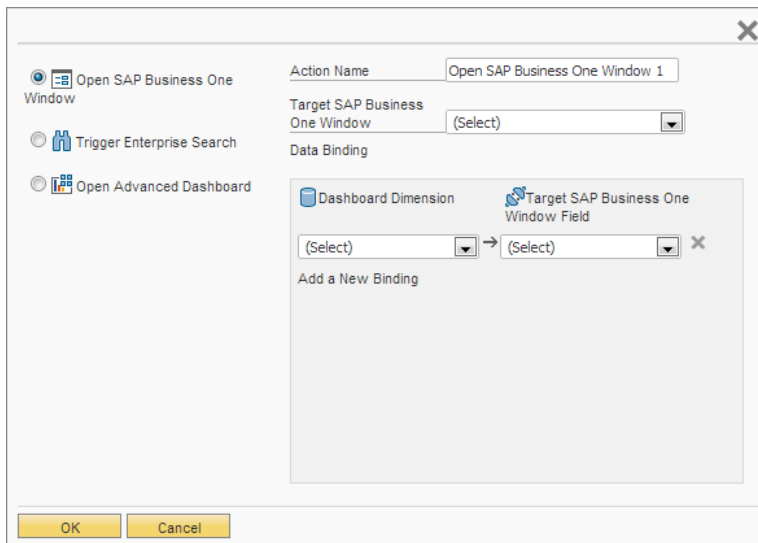 Open SAP Business One
Window
Trigger Enterprise Search
Open Advanced Dashboard
Action Name
Open SAP Business One Window 1
Target SAP Business
One Window
(Select)
Data Binding
Dashboard Dimension
Target SAP Business One
Window Field
(Select)
(Select)
Add a New Binding
OK
Cancel